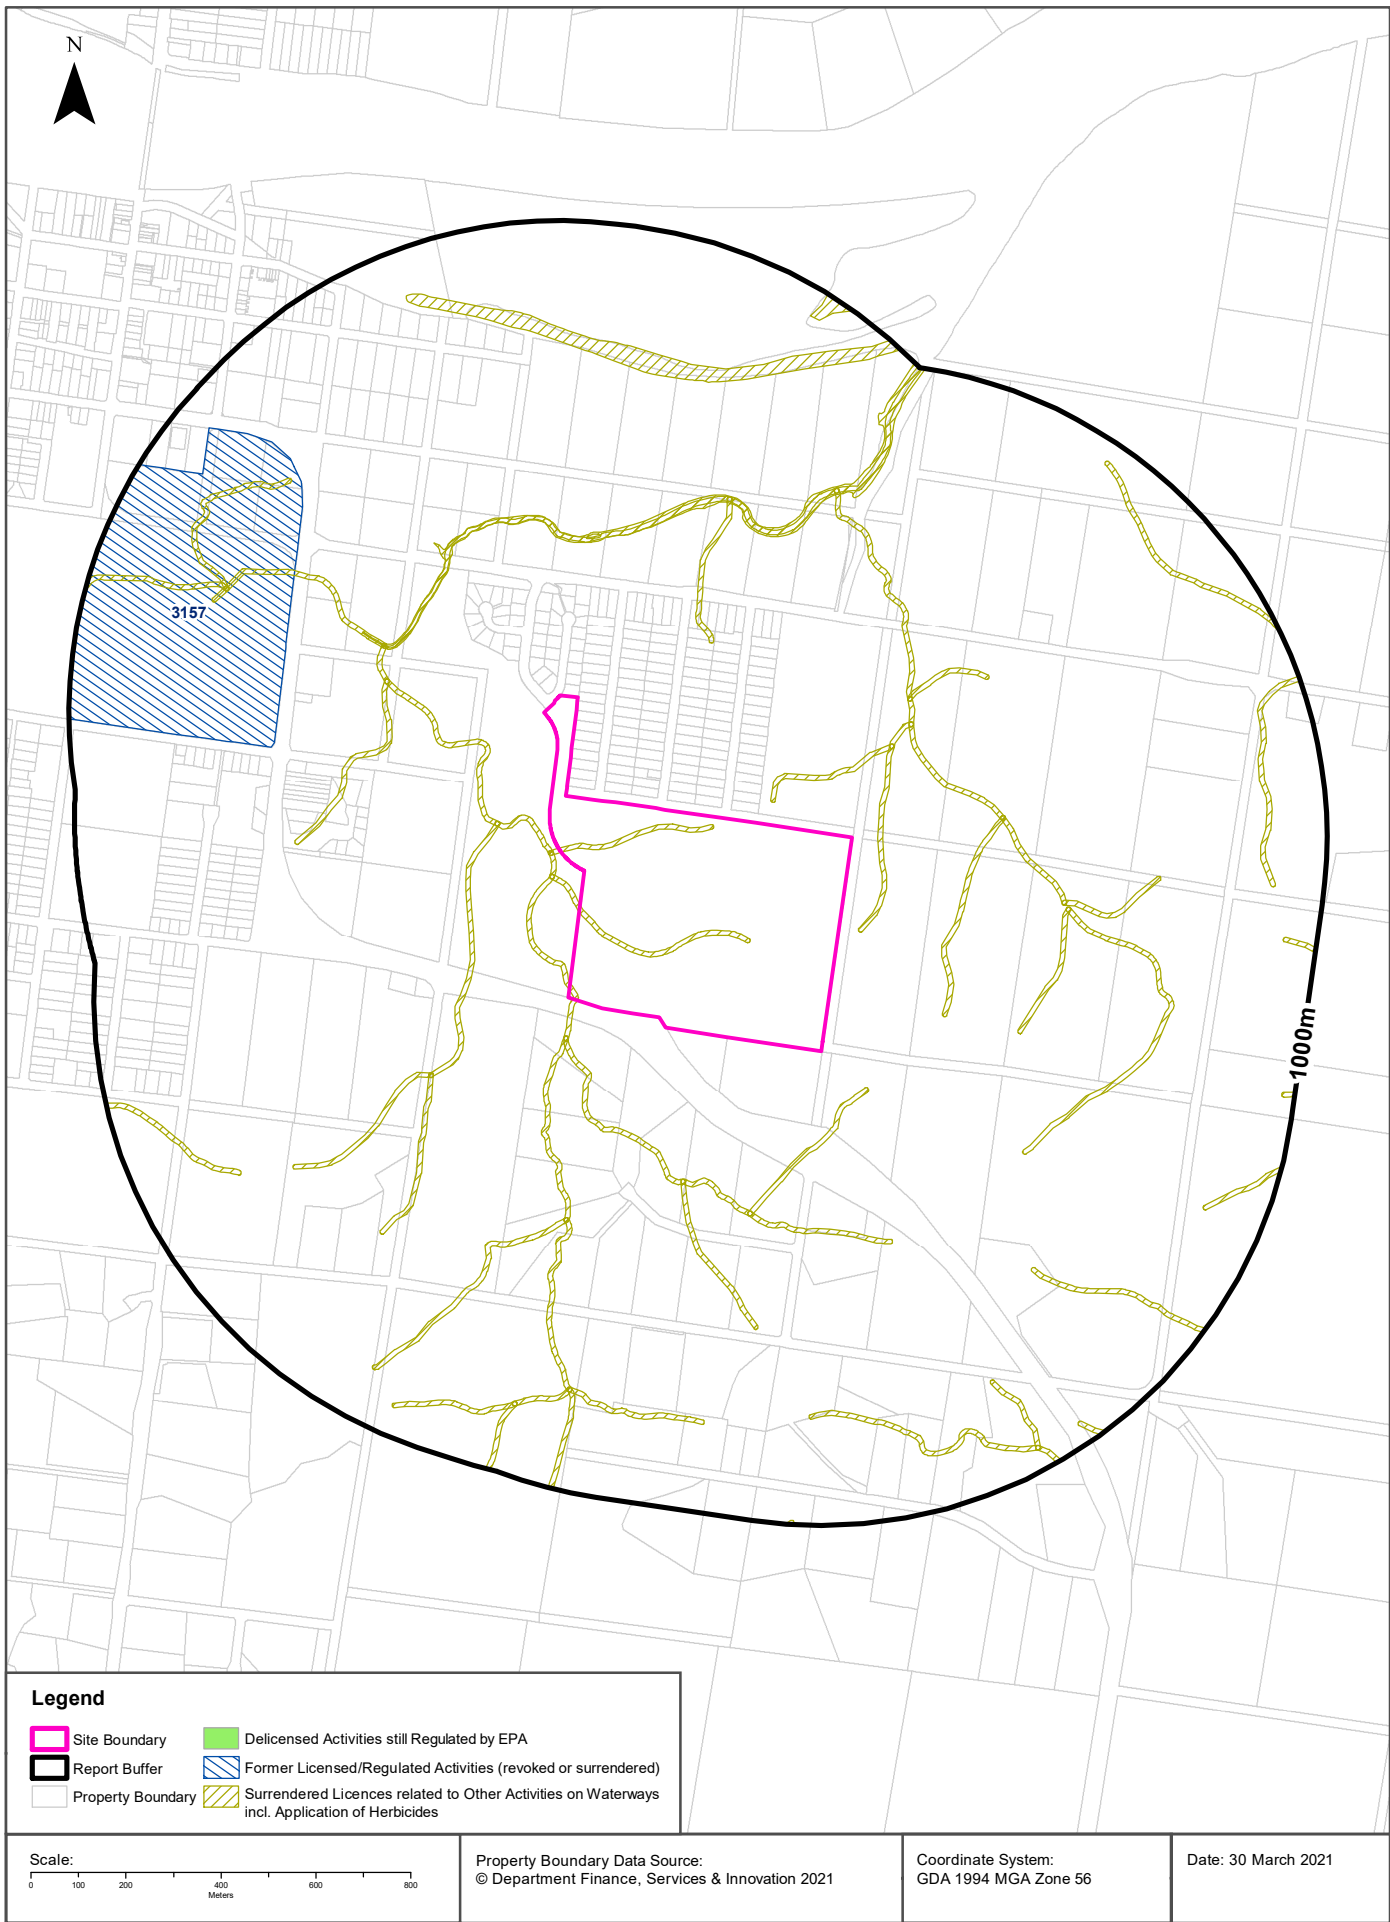 N
3157
1000m
Legend
Site Boundary
Report Buffer
Property Boundary
Delicensed Activities still Regulated by EPA
Former Licensed/Regulated Activities (revoked or surrendered)
Surrendered Licences related to Other Activities on Waterways
incl. Application of Herbicides
Scale:
0 100 200 400 600 800
Meters
Property Boundary Data Source:
© Department Finance, Services & Innovation 2021
Coordinate System:
GDA 1994 MGA Zone 56
Date: 30 March 2021